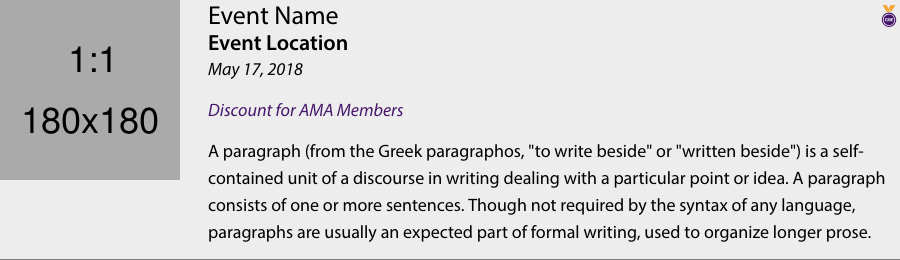 1:1
180x180
Event Name
Event Location
May 17, 2018
Discount for AMA Members
A paragraph (from the Greek paragraphos, "to write beside" or "written beside") is a self-
contained unit of a discourse in writing dealing with a particular point or idea. A paragraph
consists of one or more sentences. Though not required by the syntax of any language,
paragraphs are usually an expected part of formal writing, used to organize longer prose.
CME